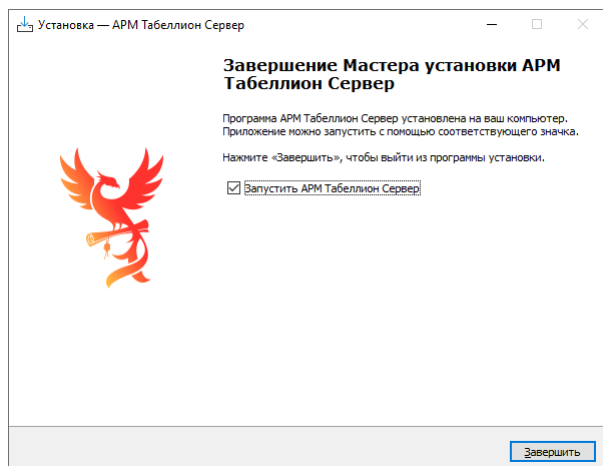 Установка — АРМ Табеллион Сервер
Завершение Мастера установки АРМ
Табеллион Сервер
Программа АРМ Табеллион Сервер установлена на ваш компьютер.
Приложение можно запустить с помощью соответствующего значка.
Нажмите «Завершить», чтобы выйти из программы установки.
Запустить АРМ Табеллион Сервер
Завершить